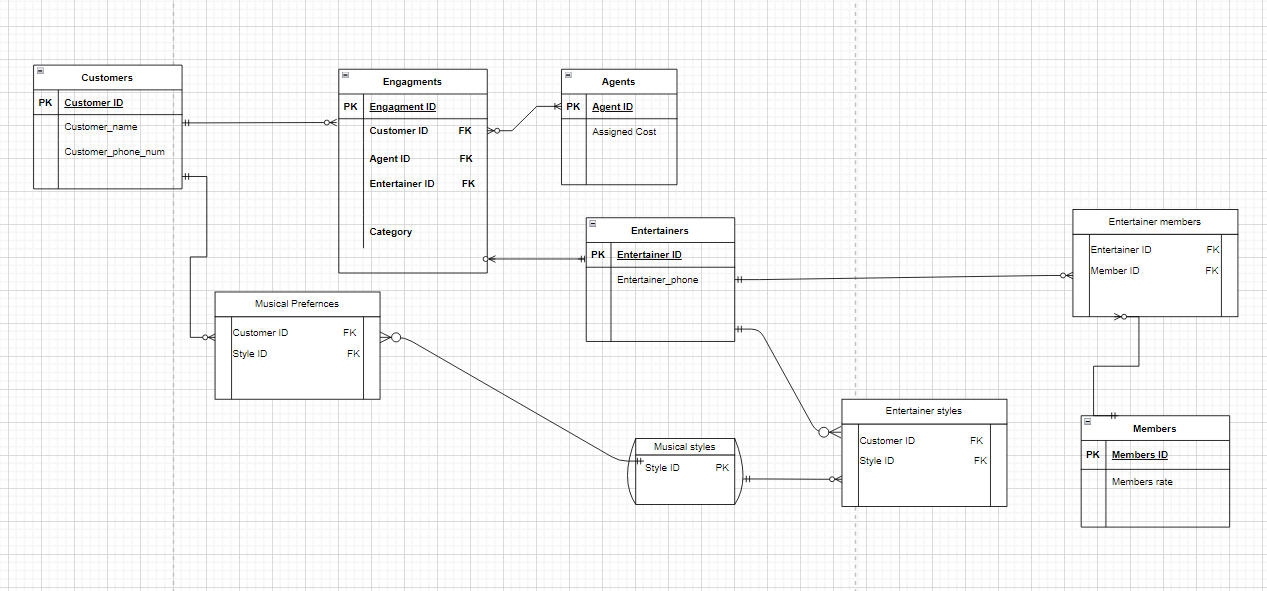 Customers
PK Customer ID
Customer_name
Customer_phone_num
Engagments
PK Engagment ID
Customer ID FK
Agent ID FK
Entertainer ID FK
Category
Agents
PK Agent ID
Assigned Cost
Entertainers
PK Entertainer ID
Entertainer_phone
Entertainer members
Entertainer ID FK
Member ID FK
Musical Prefernces
Customer ID FK
Style ID FK
Musical styles
Style ID PK
Entertainer styles
Customer ID FK
Style ID FK
Members
PK Members ID
Members rate